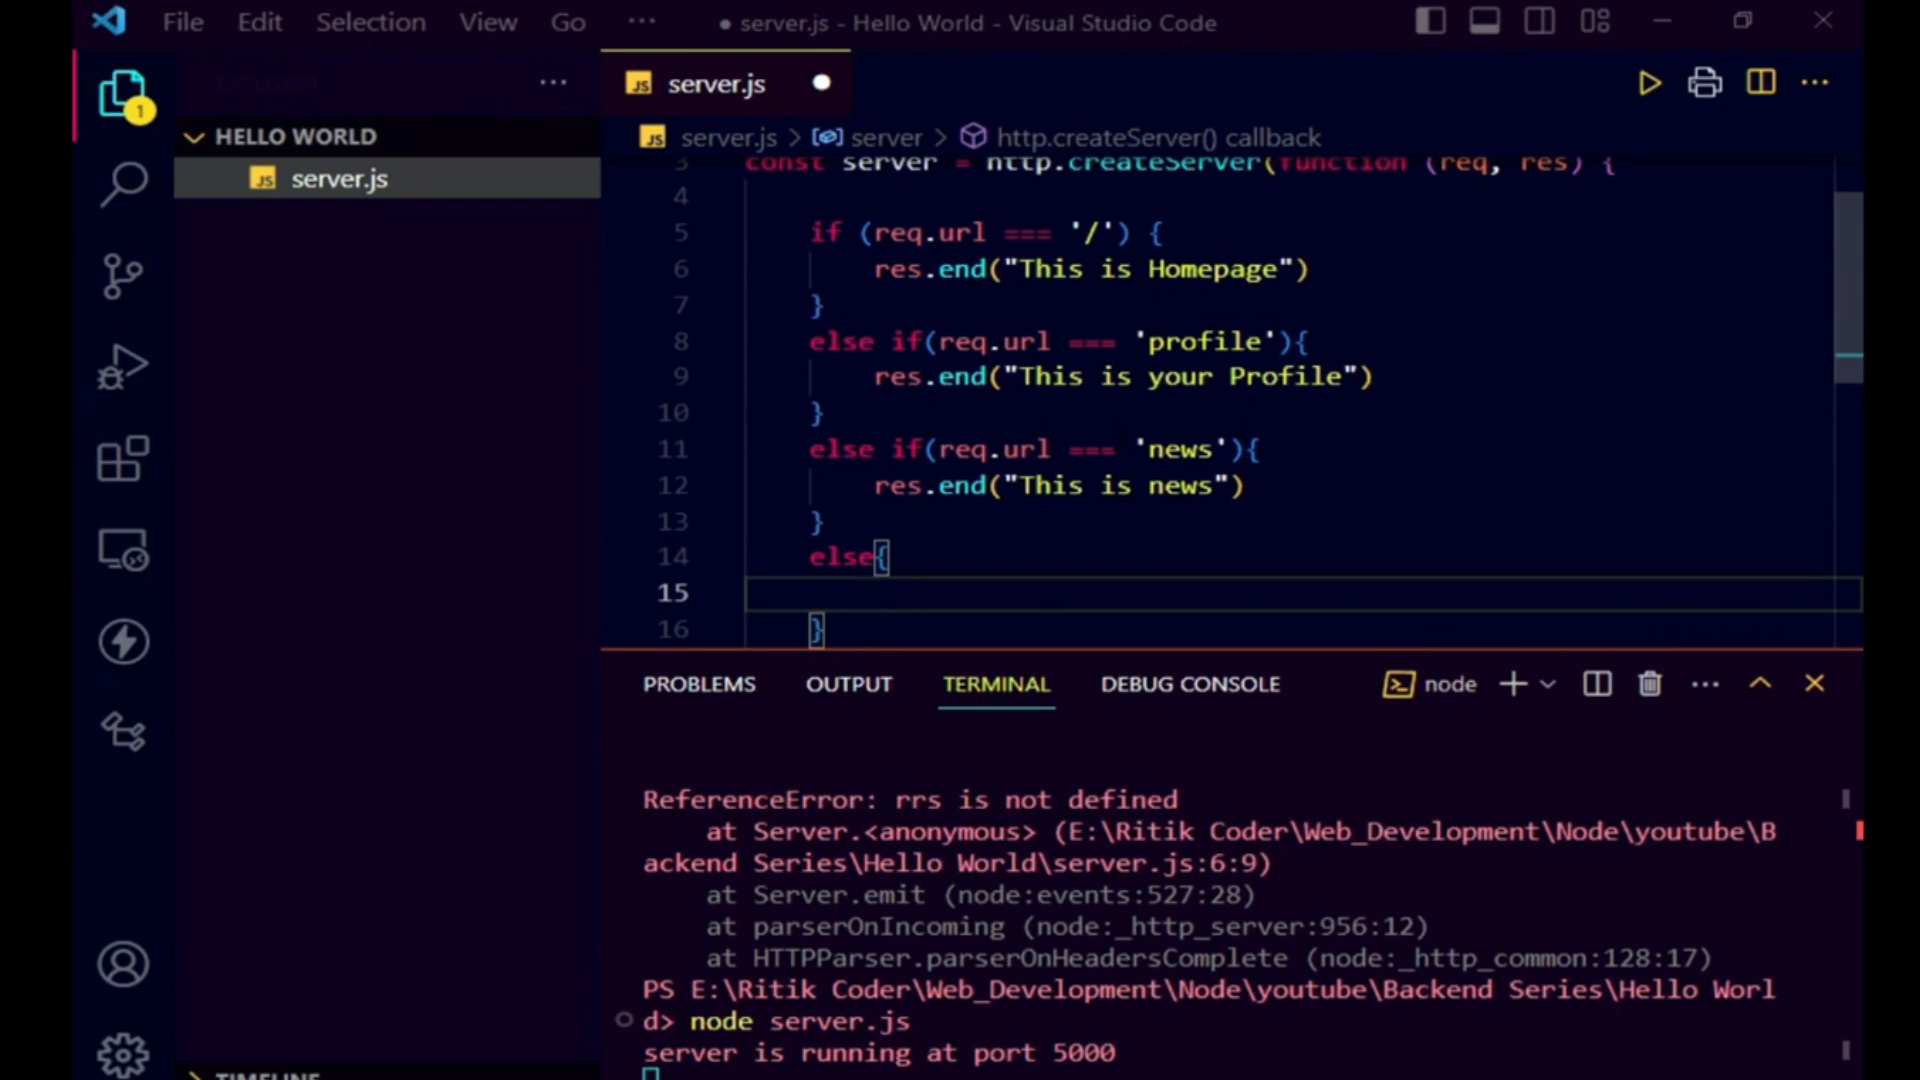 File Edit Selection View Go ··· ● server.js - Hello World - Visual Studio Code
1
···
JS server.js
···
HELLO WORLD
JS server.js
JS server.js > server > http.createServer() callback
3 const server = http.createServer(function (req, res) {
4
5 if (req.url === '/') {
6 res.end("This is Homepage")
7 }
8 else if(req.url === 'profile'){
9 res.end("This is your Profile")
10 }
11 else if(req.url === 'news'){
12 res.end("This is news")
13 }
14 else{
15
16 }
PROBLEMS OUTPUT TERMINAL DEBUG CONSOLE node ···
ReferenceError: rrs is not defined
at Server.<anonymous> (E:\Ritik Coder\Web_Development\Node\youtube\B
ackend Series\Hello World\server.js:6:9)
at Server.emit (node:events:527:28)
at parserOnIncoming (node:_http_server:956:12)
at HTTPParser.parserOnHeadersComplete (node:_http_common:128:17)
PS E:\Ritik Coder\Web_Development\Node\youtube\Backend Series\Hello Worl
d> node server.js
server is running at port 5000
TIMELINE